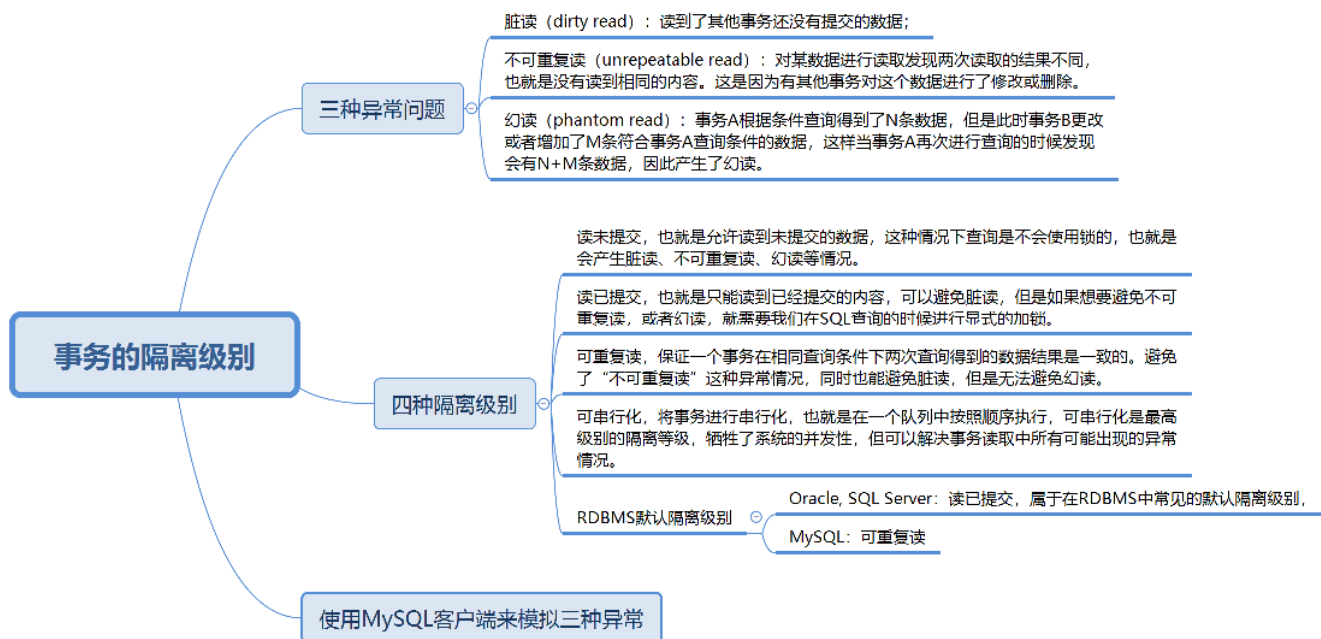 脏读（dirty read）：读到了其他事务还没有提交的数据；
不可重复读（unrepeatable read）：对某数据进行读取发现两次读取的结果不同，
也就是没有读到相同的内容。这是因为有其他事务对这个数据进行了修改或删除。
三种异常问题
幻读（phantom read）：事务A根据条件查询得到了N条数据，但是此时事务B更改
或者增加了M条符合事务A查询条件的数据，这样当事务A再次进行查询的时候发现
会有N+M条数据，因此产生了幻读。
读未提交，也就是允许读到未提交的数据，这种情况下查询是不会使用锁的，也就是
会产生脏读、不可重复读、幻读等情况。
读已提交，也就是只能读到已经提交的内容，可以避免脏读，但是如果想要避免不可
重复读，或者幻读，就需要我们在SQL查询的时候进行显式的加锁。
事务的隔离级别
可重复读，保证一个事务在相同查询条件下两次查询得到的数据结果是一致的。避免
了“不可重复读”这种异常情况，同时也能避免脏读，但是无法避免幻读。
四种隔离级别
可串行化，将事务进行串行化，也就是在一个队列中按照顺序执行，可串行化是最高
级别的隔离等级，牺牲了系统的并发性，但可以解决事务读取中所有可能出现的异常
情况。
RDBMS默认隔离级别
Oracle, SQL Server：读已提交，属于在RDBMS中常见的默认隔离级别，
MySQL：可重复读
使用MySQL客户端来模拟三种异常